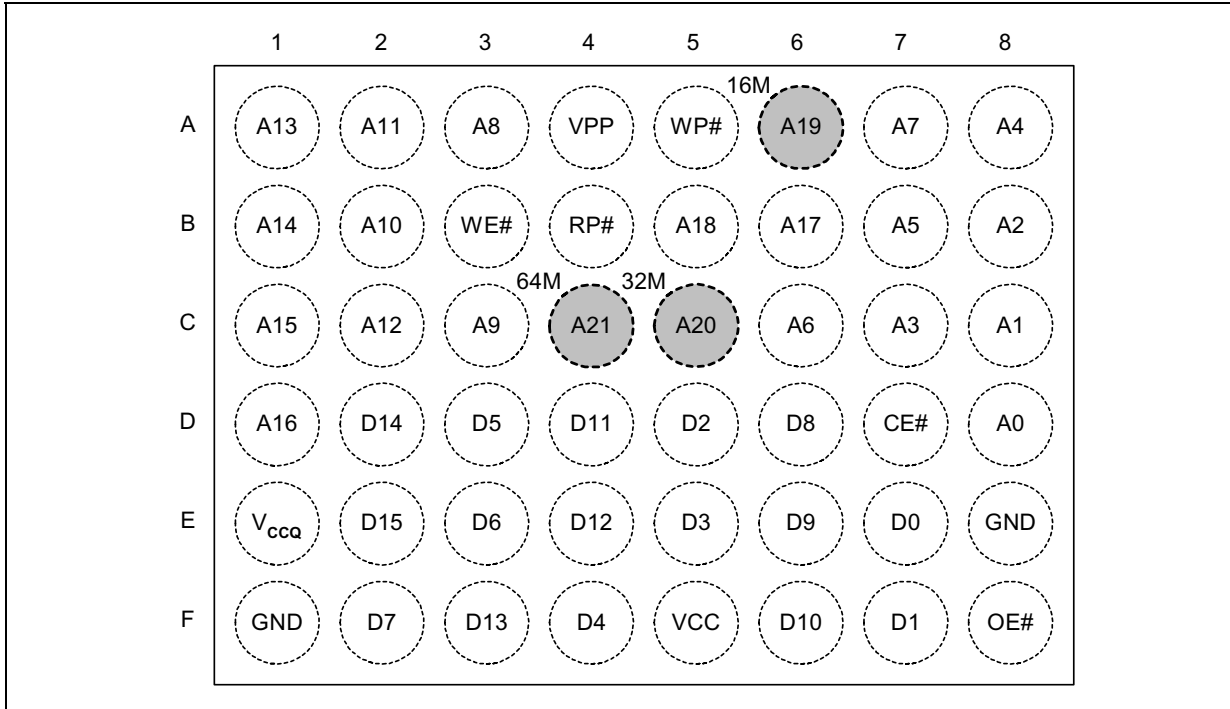 1 2 3 4 5 6 7 8
16M
A A13 A11 A8 VPP WP# A19 A7 A4
B A14 A10 WE# RP# A18 A17 A5 A2
64M 32M
C A15 A12 A9 A21 A20 A6 A3 A1
D A16 D14 D5 D11 D2 D8 CE# A0
E VCCQ D15 D6 D12 D3 D9 D0 GND
F GND D7 D13 D4 VCC D10 D1 OE#